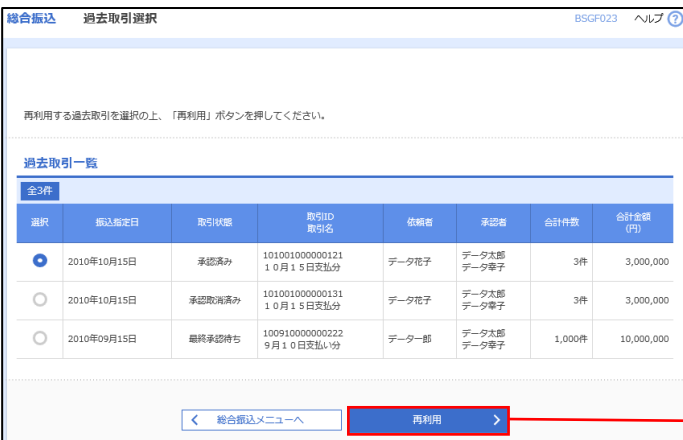 総合振込 過去取引選択 BSGF023 ヘルプ ?
再利用する過去取引を選択の上、「再利用」ボタンを押してください。
過去取引一覧
全3件
選択 振込指定日 取引状態 取引ID 取引名 依頼者 承認者 合計件数 合計金額 (円)
2010年10月15日 承認済み 101001000000121 １０月１５日支払分 データ花子 データ太郎 データ幸子 3件 3,000,000
2010年10月15日 承認取消済み 101001000000131 １０月１５日支払分 データ花子 データ太郎 データ幸子 3件 3,000,000
2010年09月15日 最終承認待ち 100910000000222 ９月１０日支払い分 データ一郎 データ太郎 データ幸子 1,000件 10,000,000
総合振込メニューへ 再利用